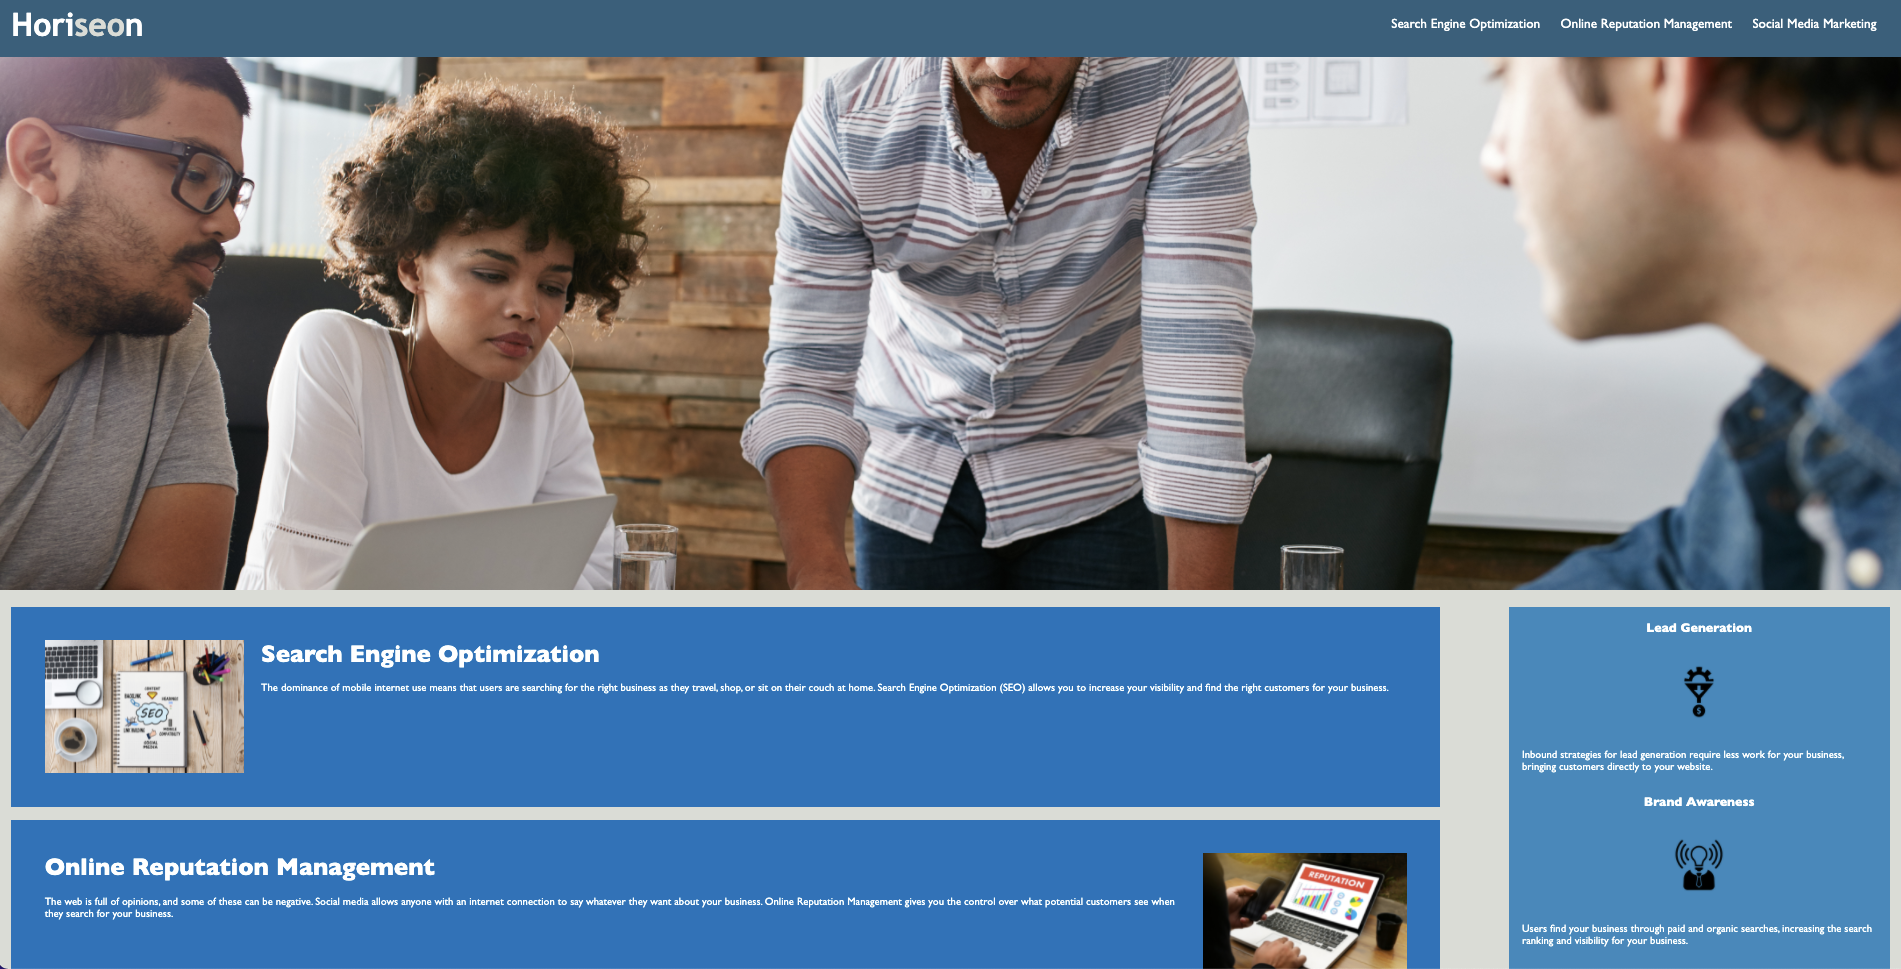 Horiseon
Search Engine Optimization
Online Reputation Management
Social Media Marketing
Search Engine Optimization
The dominance of mobile internet use means that users are searching for the right business as they travel, shop, or sit on their couch at home. Search Engine Optimization (SEO) allows you to increase your visibility and find the right customers for your business.
SEO
Online Reputation Management
The web is full of opinions, and some of these can be negative. Social media allows anyone with an internet connection to say whatever they want about your business. Online Reputation Management gives you the control over what potential customers see when
they search for your business.
REPUTATION
Lead Generation
$
Inbound strategies for lead generation require less work for your business,
bringing customers directly to your website.
Brand Awareness
Users find your business through paid and organic searches, increasing the search
ranking and visibility for your business.